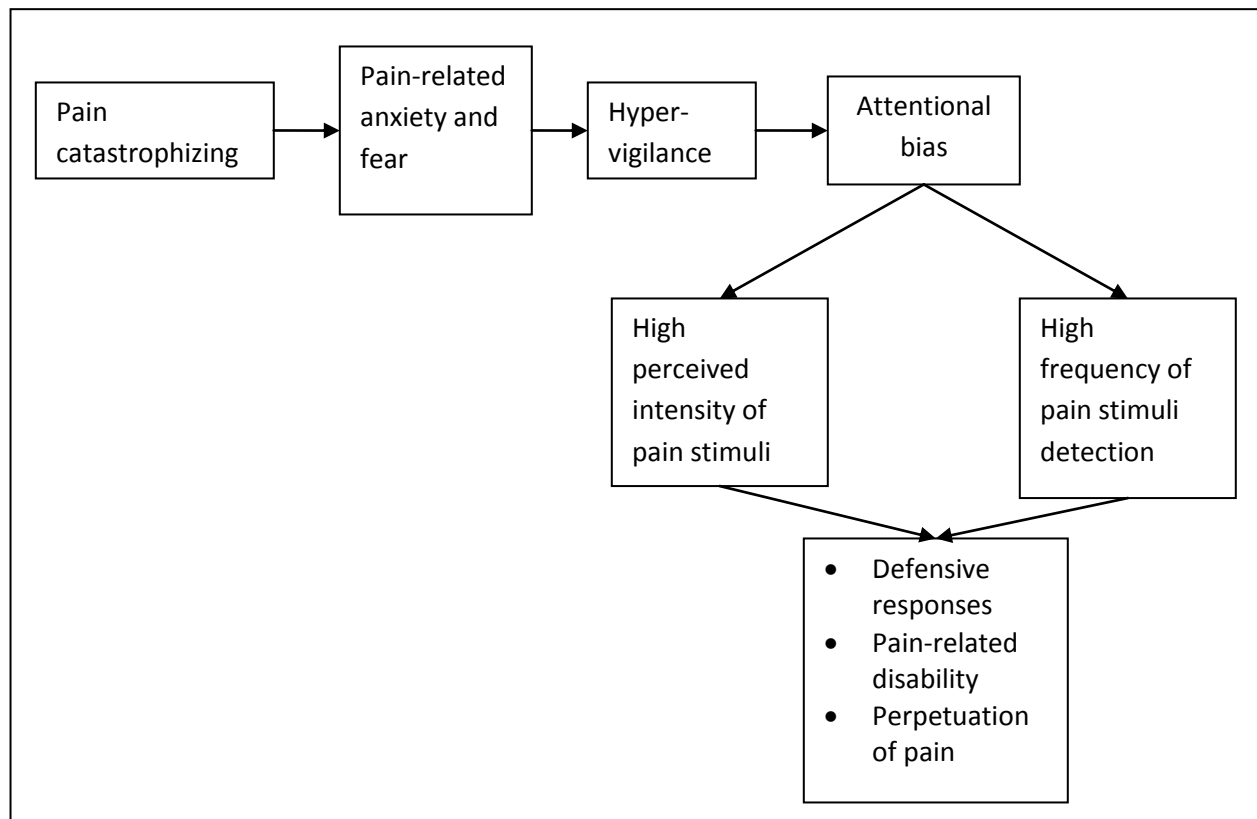 Pain
catastrophizing
Pain-related
anxiety and
fear
Hyper-
vigilance
Attentional
bias
High
perceived
intensity of
pain stimuli
High
frequency of
pain stimuli
detection
• Defensive
responses
• Pain-related
disability
• Perpetuation
of pain